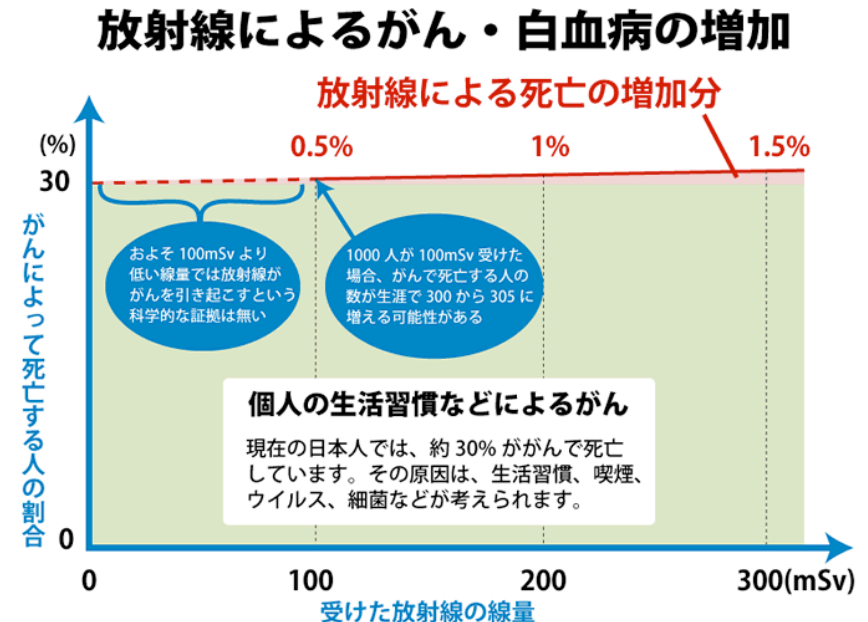 放射線によるがん・白血病の増加
放射線による死亡の増加分
(%)
0.5%
1%
1.5%
30
がんによって死亡する人の割合
およそ 100mSv より
低い線量では放射線が
がんを引き起こすという
科学的な証拠は無い
1000 人が 100mSv 受けた
場合、がんで死亡する人の
数が生涯で 300 から 305 に
増える可能性がある
個人の生活習慣などによるがん
現在の日本人では、約 30% ががんで死亡
しています。その原因は、生活習慣、喫煙、
ウイルス、細菌などが考えられます。
0
0
100
200
300(mSv)
受けた放射線の線量